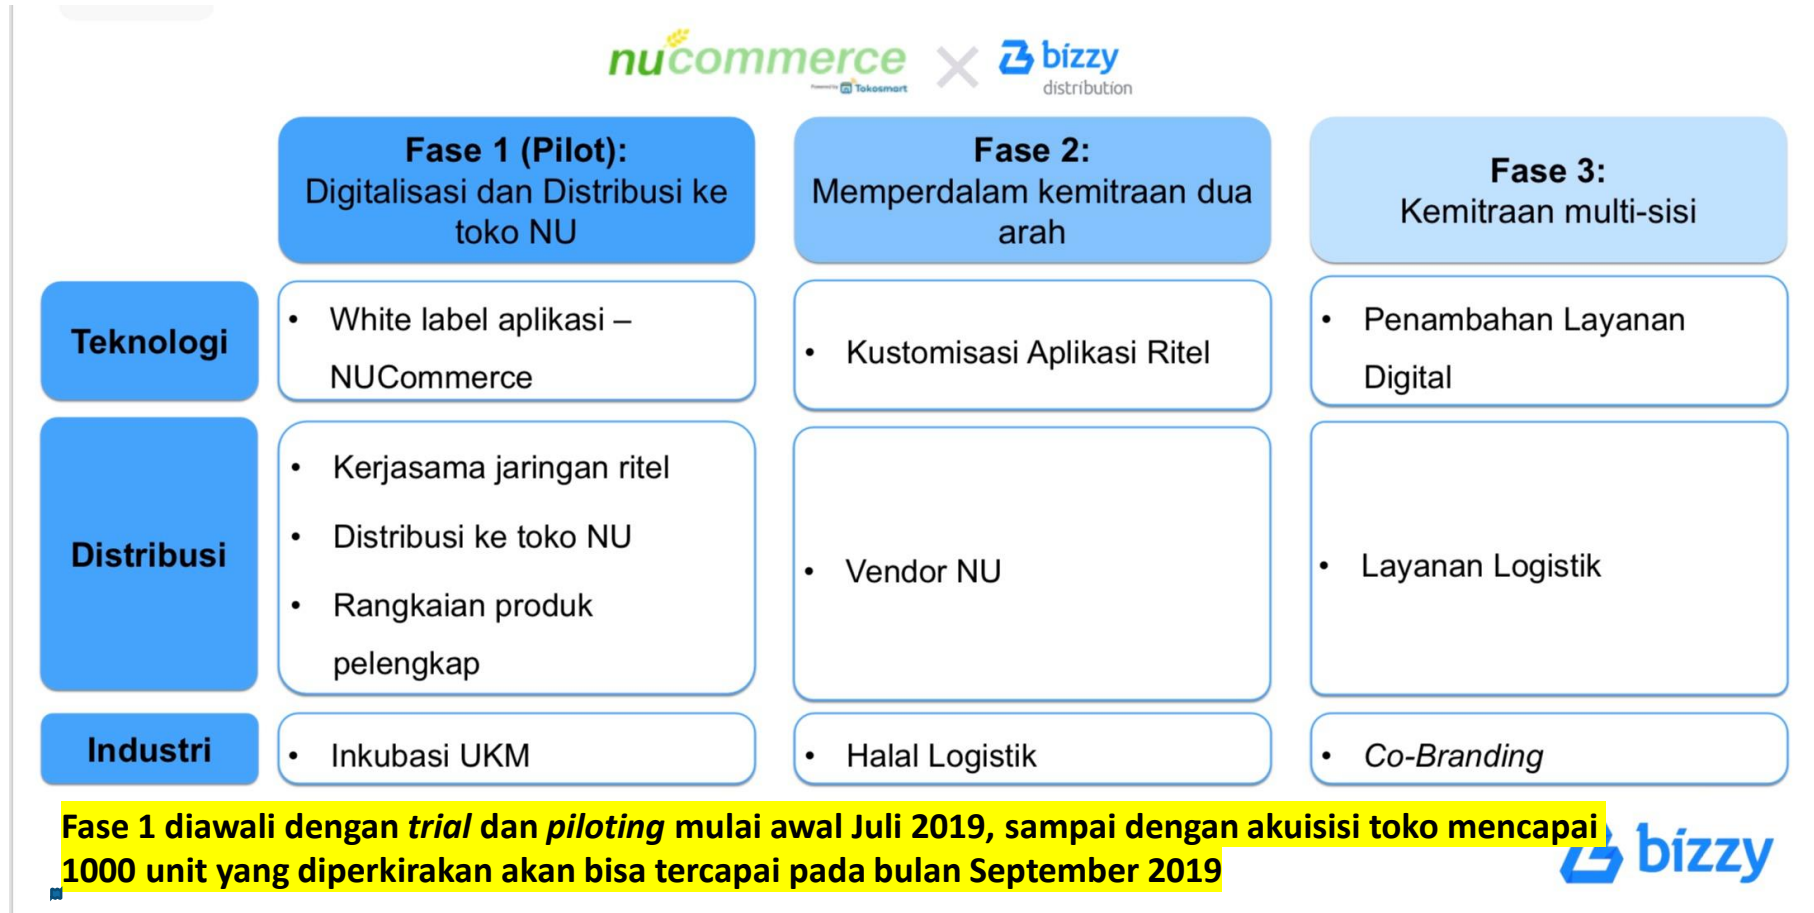 nucommerce
Powered by Tokosmart
bizzy
distribution
Fase 1 (Pilot):
Digitalisasi dan Distribusi ke
toko NU
Fase 2:
Memperdalam kemitraan dua
arah
Fase 3:
Kemitraan multi-sisi
Teknologi
• White label aplikasi –
NUCommerce
• Kustomisasi Aplikasi Ritel
• Penambahan Layanan
Digital
Distribusi
• Kerjasama jaringan ritel
• Distribusi ke toko NU
• Rangkaian produk
pelengkap
• Vendor NU
• Layanan Logistik
Industri
• Inkubasi UKM
• Halal Logistik
• Co-Branding
Fase 1 diawali dengan trial dan piloting mulai awal Juli 2019, sampai dengan akuisisi toko mencapai
1000 unit yang diperkirakan akan bisa tercapai pada bulan September 2019
bizzy